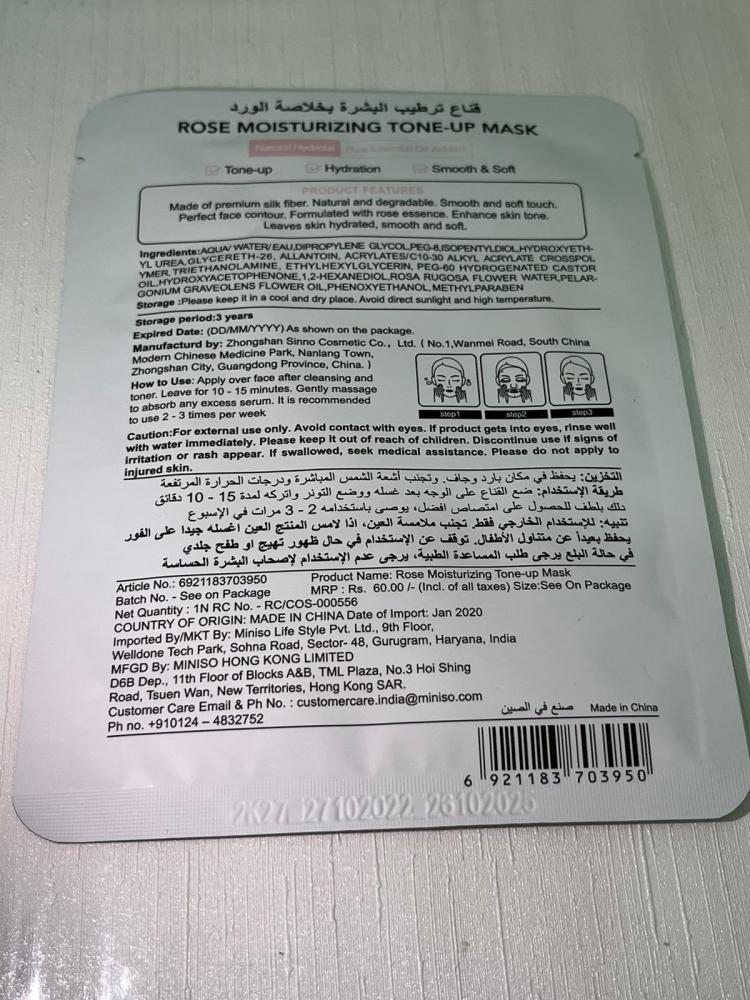 قناع ترطيب البشرة بخلاصة الورد
ROSE MOISTURIZING TONE-UP MASK
Natural Hydrolat Pure Essential Oil Added
Tone-up Hydration Smooth & Soft
PRODUCT FEATURES
Made of premium silk fiber. Natural and degradable. Smooth and soft touch.
Perfect face contour. Formulated with rose essence. Enhance skin tone.
Leaves skin hydrated, smooth and soft.
Ingredients:AQUA/ WATER/ EAU,DIPROPYLENE GLYCOL,PEG-8,ISOPENTYLDIOL,HYDROXYETH-
YL UREA,GLYCERETH-26, ALLANTOIN, ACRYLATES/C10-30 ALKYL ACRYLATE CROSSPOL
YMER, TRIETHANOLAMINE, ETHYLHEXYLGLYCERIN, PEG-60 HYDROGENATED CASTOR
OIL,HYDROXYACETOPHENONE,1,2-HEXANEDIOL,ROSA RUGOSA FLOWER WATER,PELAR-
GONIUM GRAVEOLENS FLOWER OIL,PHENOXYETHANOL,METHYLPARABEN
Storage :Please keep it in a cool and dry place. Avoid direct sunlight and high temperature.
Storage period:3 years
Expired Date: (DD/MM/YYYY) As shown on the package.
Manufacturd by: Zhongshan Sinno Cosmetic Co., Ltd. ( No.1,Wanmei Road, South China
Modern Chinese Medicine Park, Nanlang Town,
Zhongshan City, Guangdong Province, China. )
How to Use: Apply over face after cleansing and
toner. Leave for 10 - 15 minutes. Gently massage
to absorb any excess serum. It is recommended
to use 2 - 3 times per week
step1 step2 step3
Caution:For external use only. Avoid contact with eyes. If product gets into eyes, rinse well
with water immediately. Please keep it out of reach of children. Discontinue use if signs of
irritation or rash appear. If swallowed, seek medical assistance. Please do not apply to
injured skin.
التخزين: يحفظ في مكان بارد وجاف. وتجنب أشعة الشمس المباشرة ودرجات الحرارة المرتفعة
طريقة الإستخدام: ضع القناع على الوجه بعد غسله ووضع التونر واتركه لمدة 15 - 10 دقائق
دلك بلطف للحصول على امتصاص افضل، يوصى باستخدامه 2 - 3 مرات في الإسبوع
تنبيه: للإستخدام الخارجي فقط. تجنب ملامسة العين، اذا لامس المنتج العين اغسله جيدا على الفور
يحفظ بعيداً عن متناول الأطفال. توقف عن الإستخدام في حال ظهور تهيج او طفح جلدي
في حالة البلع يرجى طلب المساعدة الطبية، يرجى عدم الإستخدام لإصحاب البشرة الحساسة
Article No.: 6921183703950 Product Name: Rose Moisturizing Tone-up Mask
Batch No. - See on Package MRP : Rs. 60.00 /- (Incl. of all taxes) Size:See On Package
Net Quantity : 1N RC No. - RC/COS-000556
COUNTRY OF ORIGIN: MADE IN CHINA Date of Import: Jan 2020
Imported By/MKT By: Miniso Life Style Pvt. Ltd., 9th Floor,
Welldone Tech Park, Sohna Road, Sector- 48, Gurugram, Haryana, India
MFGD By: MINISO HONG KONG LIMITED
D6B Dep., 11th Floor of Blocks A&B, TML Plaza, No.3 Hoi Shing
Road, Tsuen Wan, New Territories, Hong Kong SAR.
Customer Care Email & Ph No. : customercare.india@miniso.com
Ph no. +910124 – 4832752
صنع في الصين Made in China
6 921183 703950
2K27 27102022 26102025